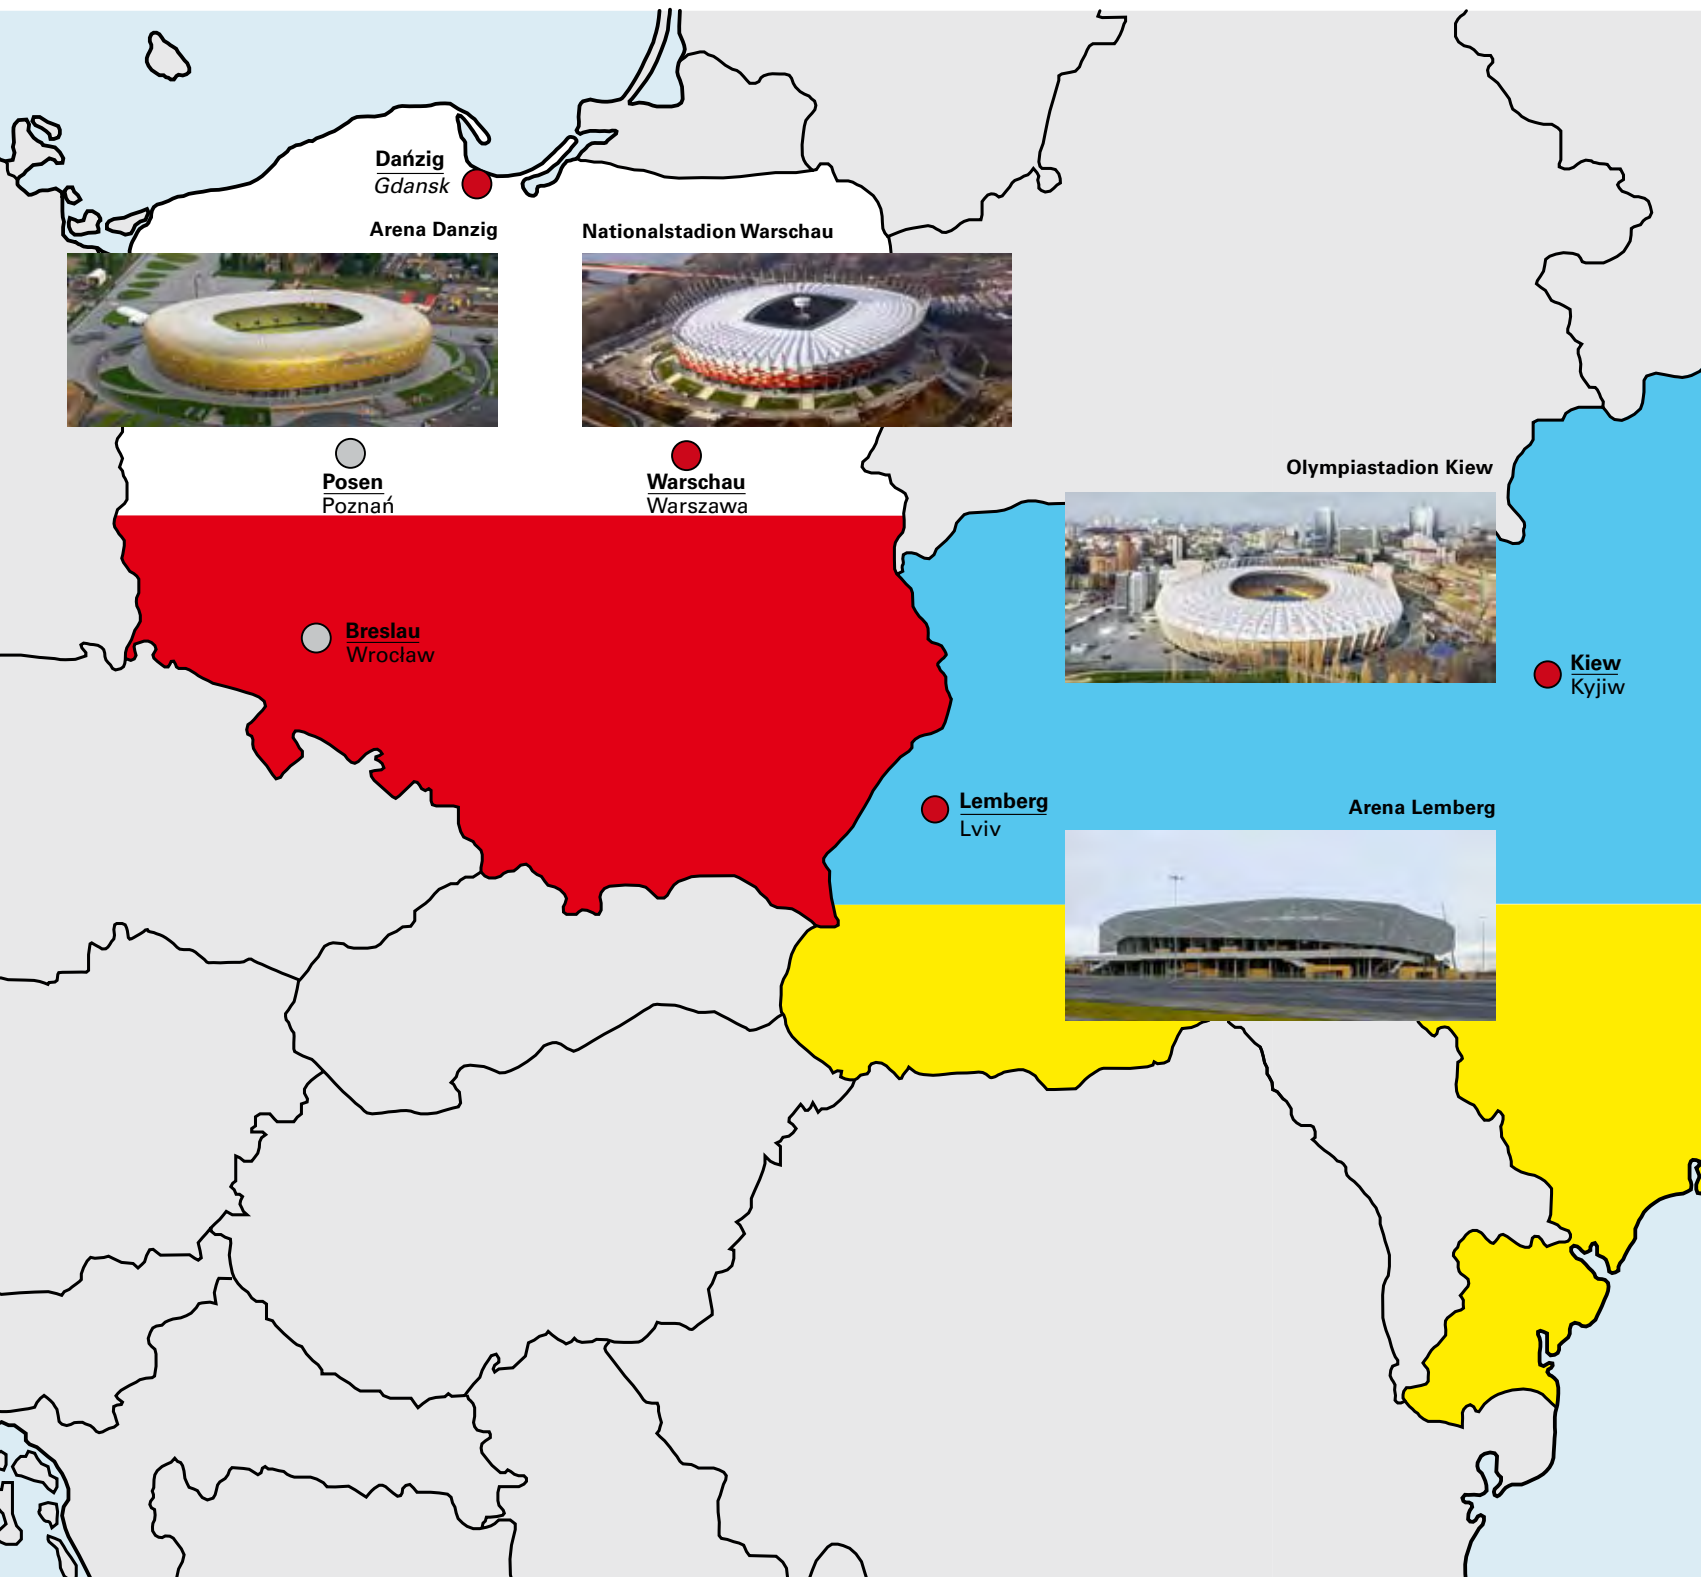 Dańzig
Gdansk
Arena Danzig
Nationalstadion Warschau
Posen
Poznań
Warschau
Warszawa
Olympiastadion Kiew
Breslau
Wrocław
Kiew
Kyjiw
Lemberg
Lviv
Arena Lemberg